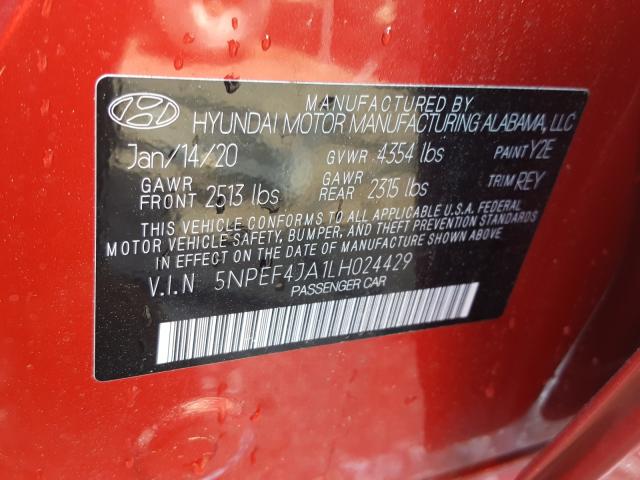 MANUFACTURED BY
HYUNDAI MOTOR MANUFACTURING ALABAMA, LLC
Jan/14/20 GVWR 4354 lbs PAINT Y2E
GAWR FRONT 2513 lbs GAWR REAR 2315 lbs TRIM REY
THIS VEHICLE CONFORMS TO ALL APPLICABLE U.S.A. FEDERAL
MOTOR VEHICLE SAFETY, BUMPER, AND THEFT PREVENTION STANDARDS
IN EFFECT ON THE DATE OF MANUFACTURE SHOWN ABOVE.
V.I.N 5NPEF4JA1LH024429
PASSENGER CAR